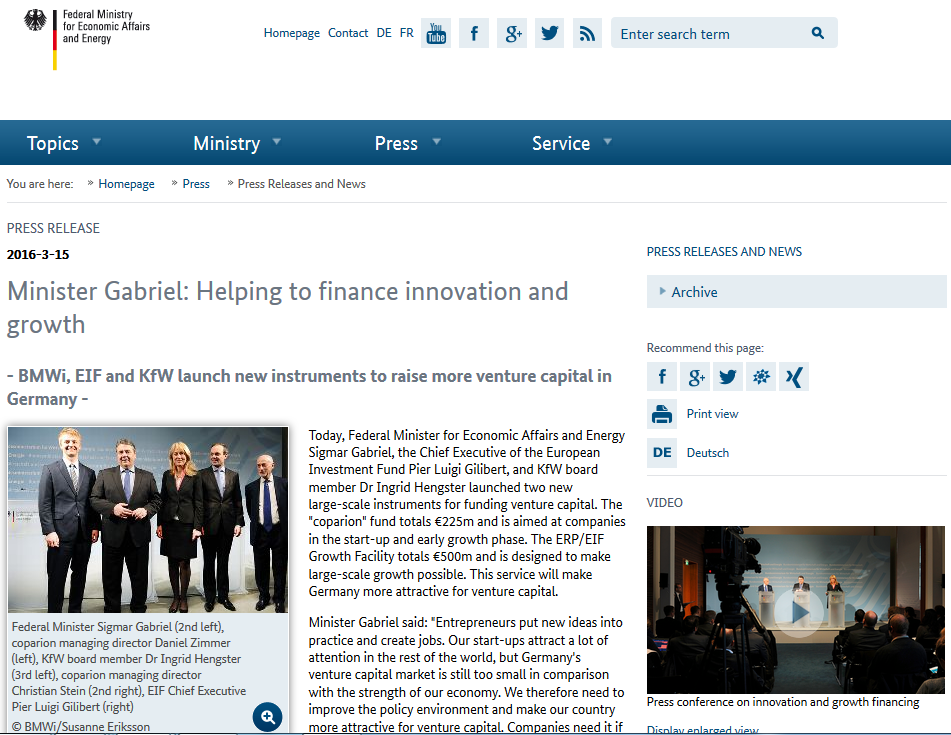 Federal Ministry
for Economic Affairs
and Energy
Homepage Contact DE FR You Tube f g+ Enter search term
Topics Ministry Press Service
You are here: » Homepage » Press » Press Releases and News
PRESS RELEASE
2016-3-15
Minister Gabriel: Helping to finance innovation and
growth
- BMWi, EIF and KfW launch new instruments to raise more venture capital in
Germany -
Federal Minister Sigmar Gabriel (2nd left),
coparion managing director Daniel Zimmer
(left), KfW board member Dr Ingrid Hengster
(3rd left), coparion managing director
Christian Stein (2nd right), EIF Chief Executive
Pier Luigi Gilibert (right)
© BMWi/Susanne Eriksson
Today, Federal Minister for Economic Affairs and Energy
Sigmar Gabriel, the Chief Executive of the European
Investment Fund Pier Luigi Gilibert, and KfW board
member Dr Ingrid Hengster launched two new
large-scale instruments for funding venture capital. The
"coparion" fund totals €225m and is aimed at companies
in the start-up and early growth phase. The ERP/EIF
Growth Facility totals €500m and is designed to make
large-scale growth possible. This service will make
Germany more attractive for venture capital.
Minister Gabriel said: "Entrepreneurs put new ideas into
practice and create jobs. Our start-ups attract a lot of
attention in the rest of the world, but Germany's
venture capital market is still too small in comparison
with the strength of our economy. We therefore need to
improve the policy environment and make our country
more attractive for venture capital. Companies need it if
PRESS RELEASES AND NEWS
Archive
Recommend this page:
f g+
Print view
DE Deutsch
VIDEO
Press conference on innovation and growth financing
Display enlarged view